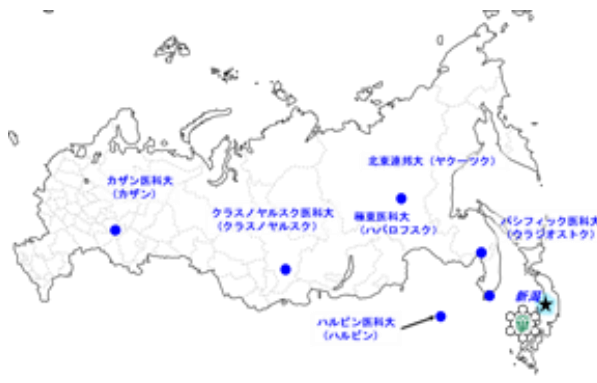 北東連邦大（ヤクーツク）
カザン医科大
（カザン）
クラスノヤルスク医科大
（クラスノヤルスク）
極東医科大
（ハバロフスク）
パシフィック医科大
（ウラジオストク）
新潟
ハルビン医科大
（ハルビン）